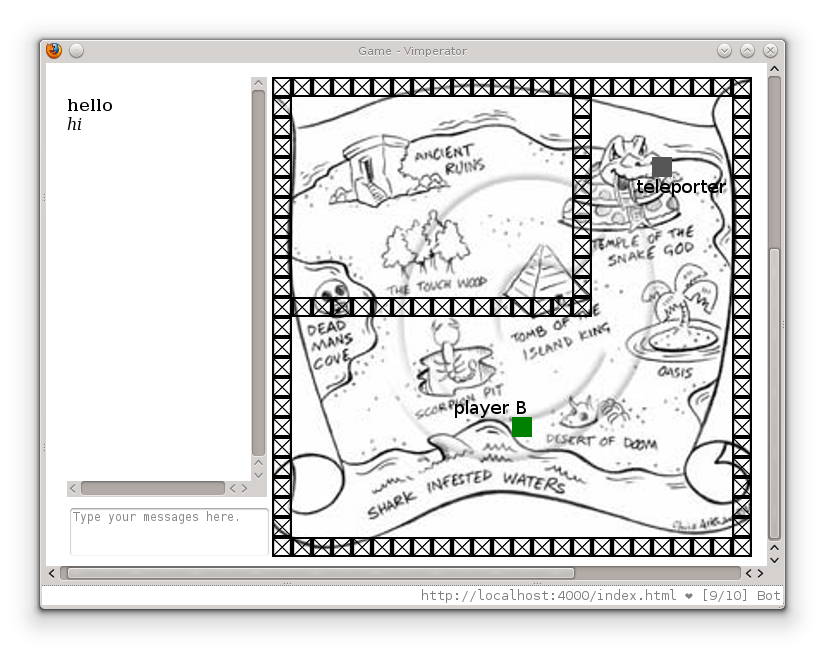 Game - Vimperator
hello
hi
Type your messages here.
ANCIENT
RUINS
teleporter
TEMPLE OF THE
SNAKE GOD
THE TOUCH WOOD
DEAD
MANS
COVE
TOMB OF THE
ISLAND KING
OASIS
SCORPION PIT
player B
DESERT OF DOOM
SHARK INFESTED WATERS
http://localhost:4000/index.html ❤ [9/10] Bot